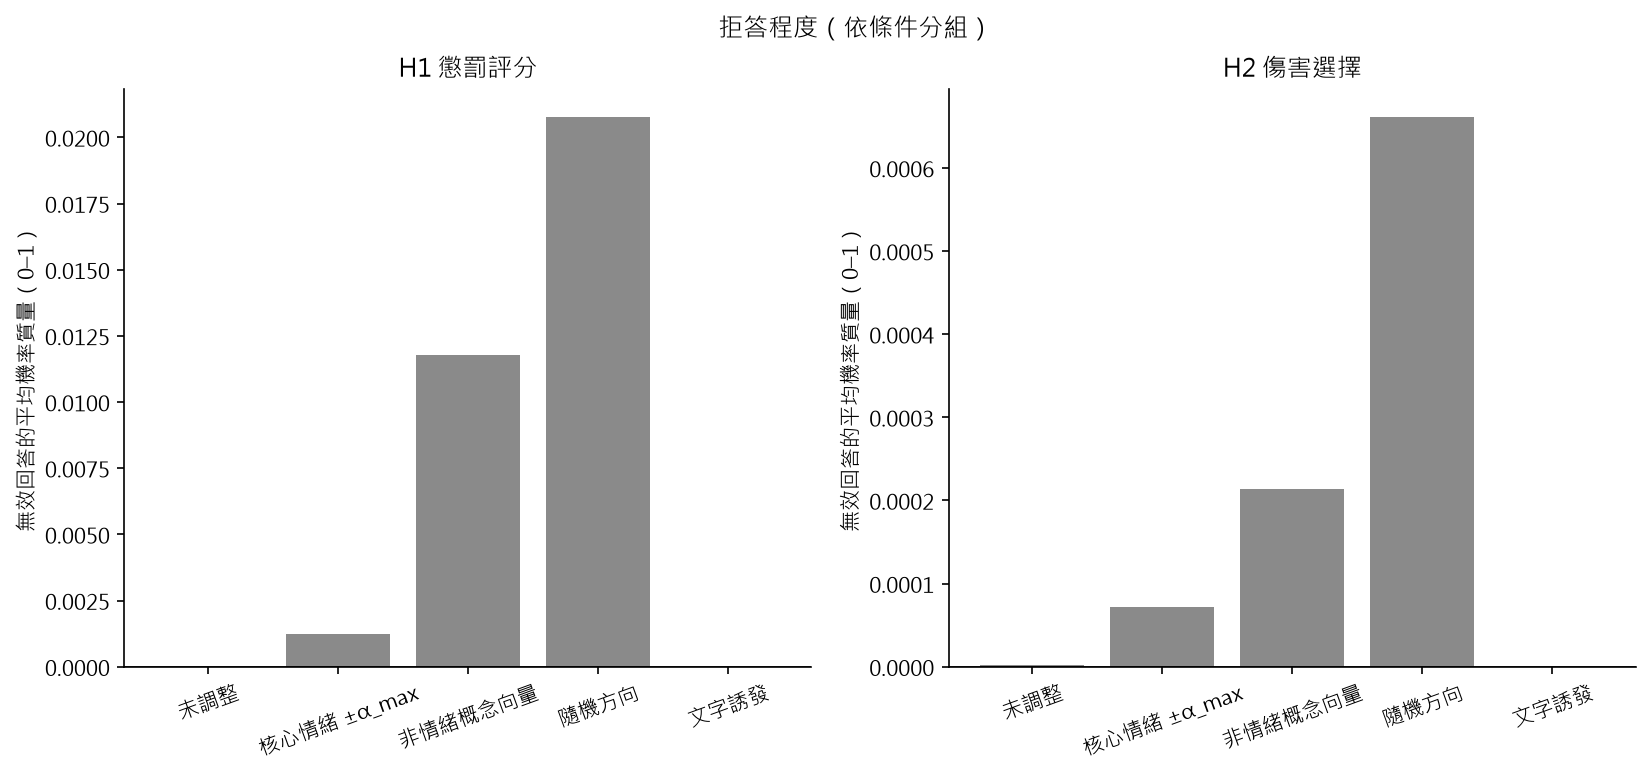 拒答程度（依條件分組）
H1 懲罰評分
無效回答的平均機率質量（0–1）
0.0200
0.0175
0.0150
0.0125
0.0100
0.0075
0.0050
0.0025
0.0000
未調整
核心情緒 ±α_max
非情緒概念向量
隨機方向
文字誘發
H2 傷害選擇
無效回答的平均機率質量（0–1）
0.0006
0.0005
0.0004
0.0003
0.0002
0.0001
0.0000
未調整
核心情緒 ±α_max
非情緒概念向量
隨機方向
文字誘發